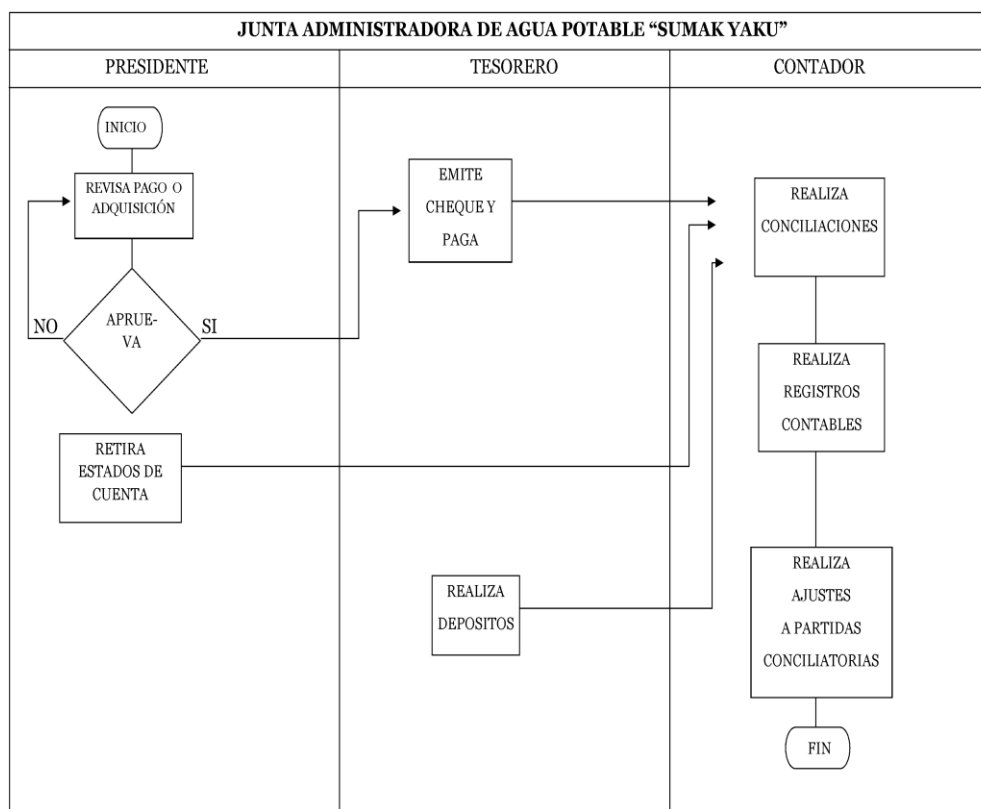 JUNTA ADMINISTRADORA DE AGUA POTABLE “SUMAK YAKU”
PRESIDENTE
TESORERO
CONTADOR
INICIO
REVISA PAGO O
ADQUISICIÓN
APRUE-
VA
NO
SI
RETIRA
ESTADOS DE
CUENTA
EMITE
CHEQUE Y
PAGA
REALIZA
DEPOSITOS
REALIZA
CONCILIACIONES
REALIZA
REGISTROS
CONTABLES
REALIZA
AJUSTES
A PARTIDAS
CONCILIATORIAS
FIN